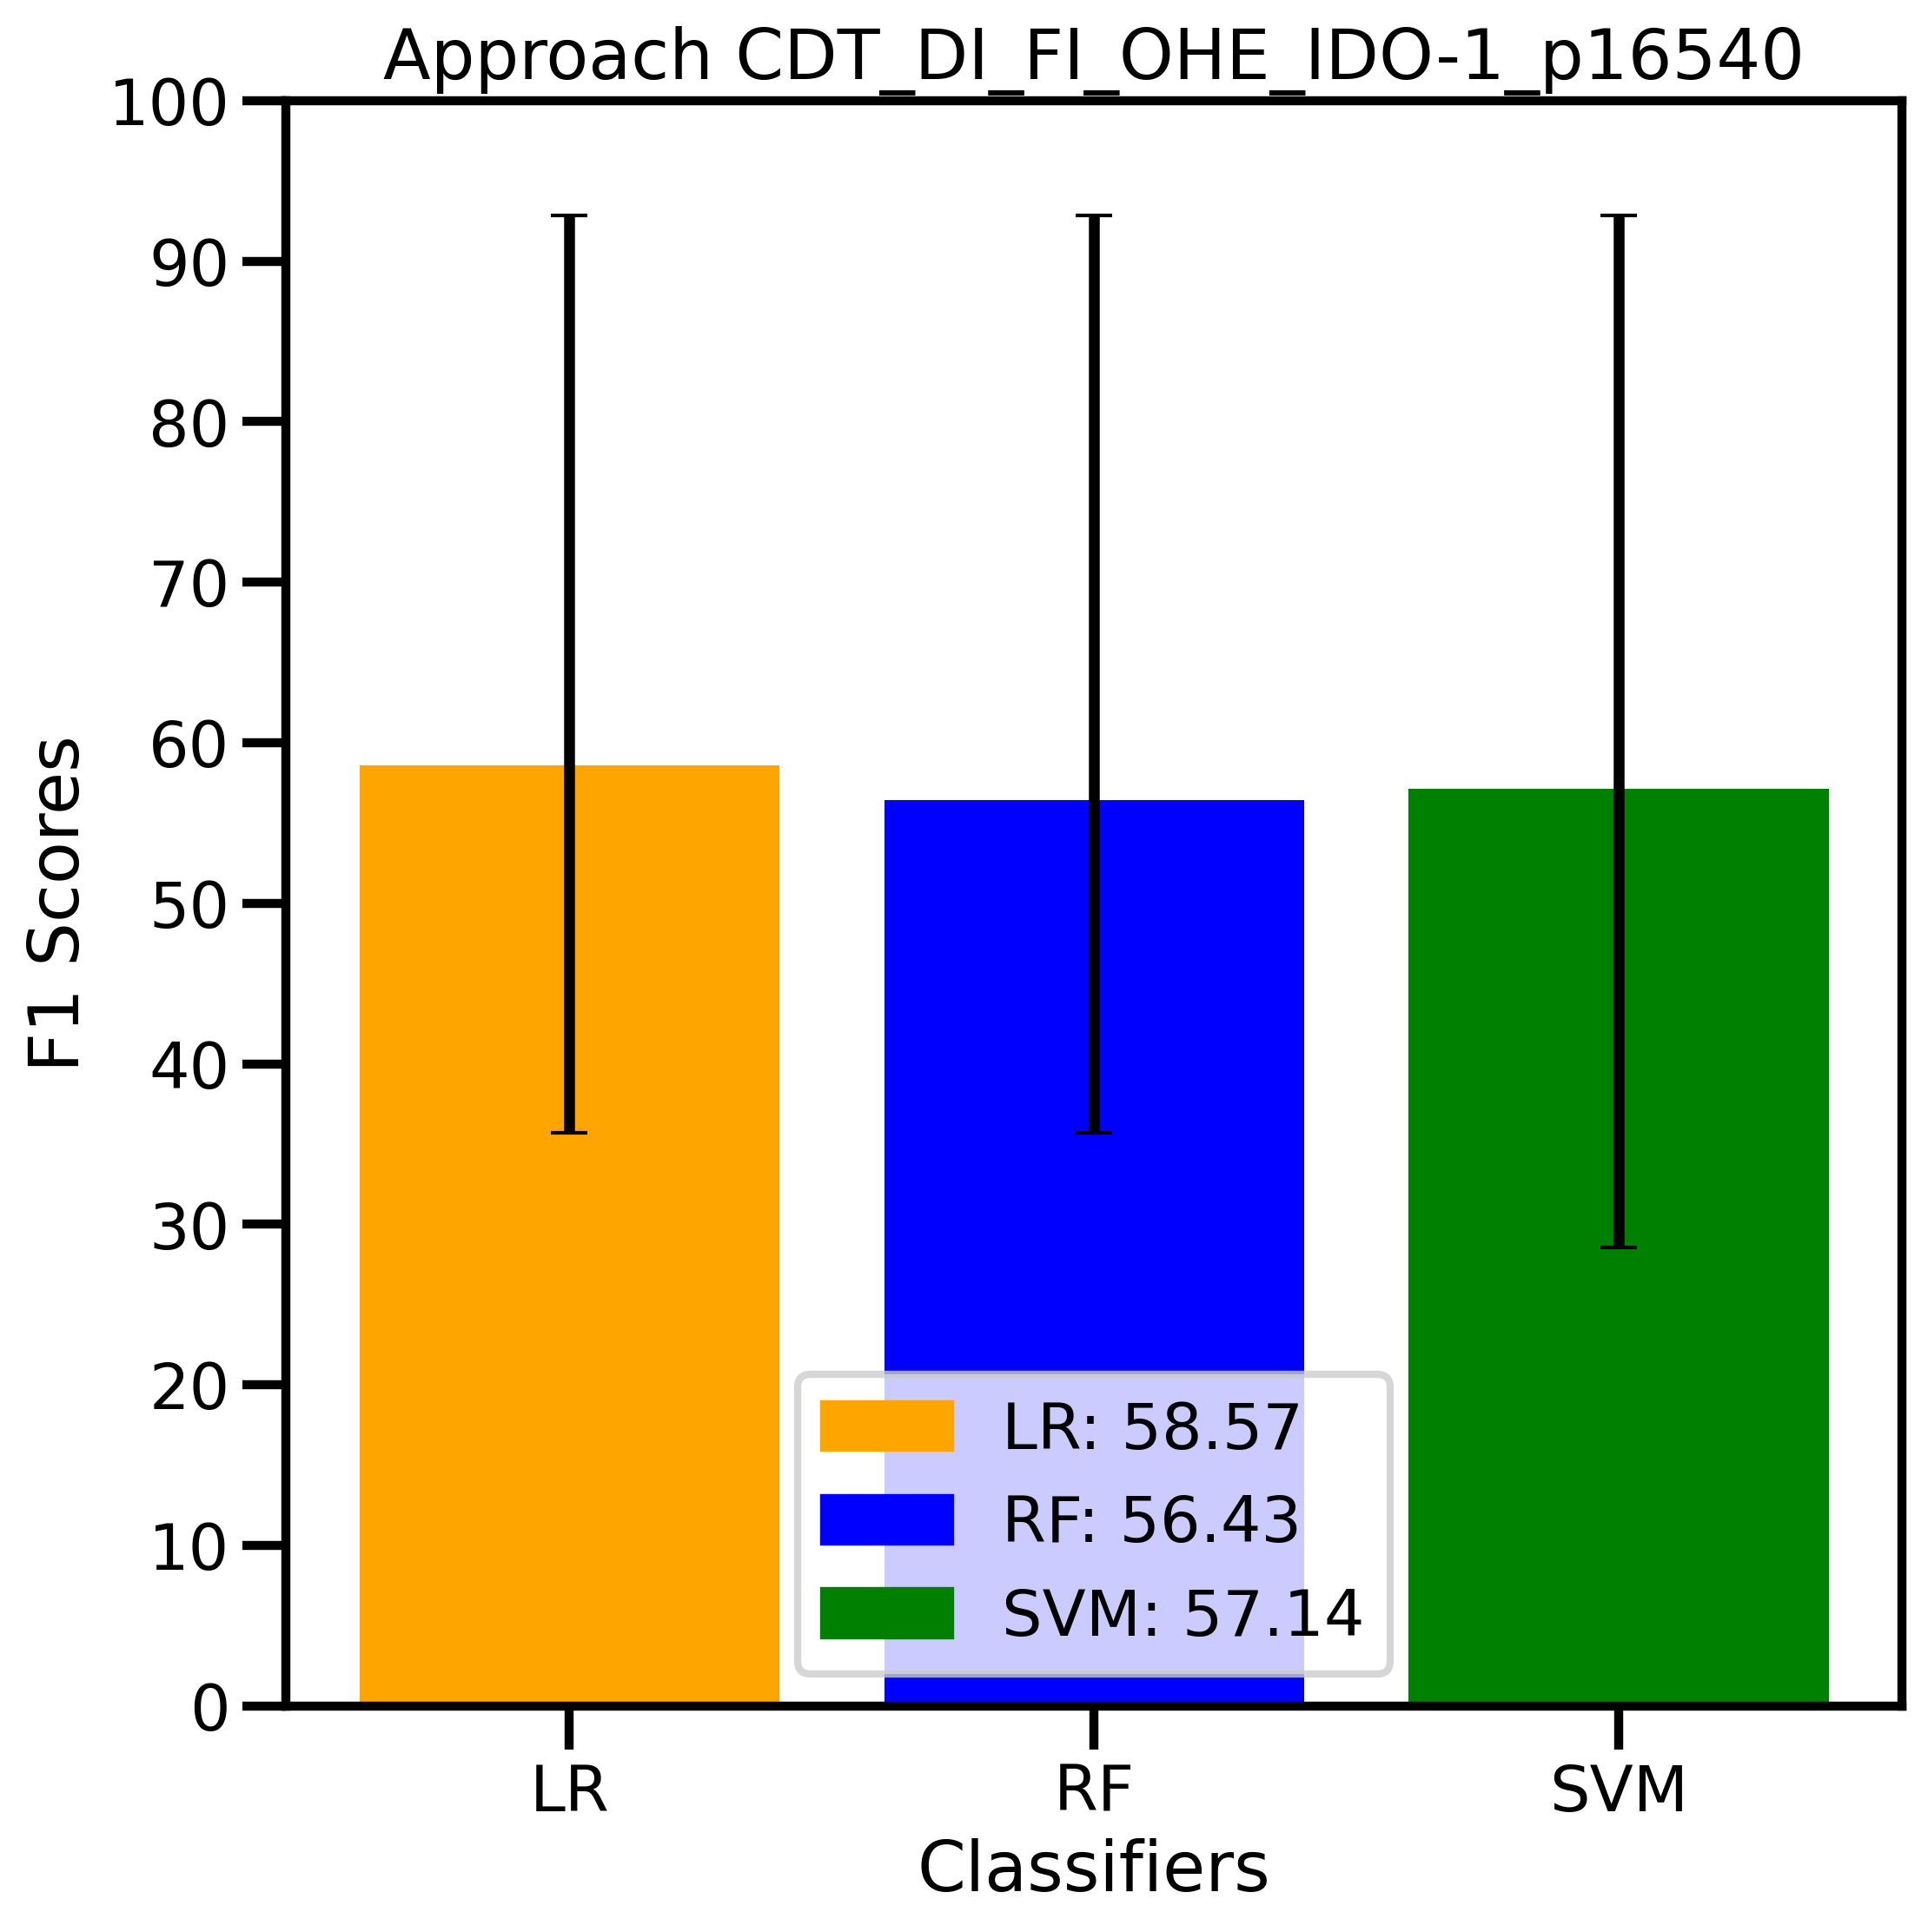 Approach CDT_DI_FI_OHE_IDO-1_p16540
100
90
80
70
60
50
40
30
20
10
0
F1 Scores
LR: 58.57
RF: 56.43
SVM: 57.14
LR RF SVM
Classifiers